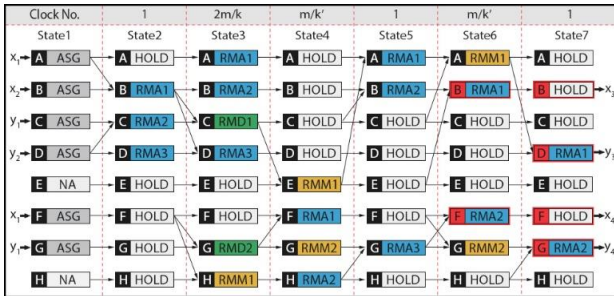 Clock No. 1 2m/k m/k' 1 m/k' 1
State1 State2 State3 State4 State5 State6 State7
x₁ A ASG A HOLD A RMA1 A HOLD A RMA1 A RMM1 A HOLD
x₂ B ASG B RMA1 B RMA2 B HOLD B RMA2 B RMA1 B HOLD x₃
y₁ C ASG C RMA2 C RMD1 C HOLD C HOLD C HOLD C HOLD
y₂ D ASG D RMA3 D RMA3 D HOLD D HOLD D HOLD D RMA1 y₃
E NA E HOLD E HOLD E RMM1 E HOLD E HOLD E HOLD
x₁ F ASG F HOLD F HOLD F RMA1 F HOLD F RMA2 F HOLD x₄
y₁ G ASG G HOLD G RMD2 G RMM2 G RMA3 G RMM2 G RMA2 y₄
H NA H HOLD H RMM1 H RMA2 H HOLD H HOLD H HOLD